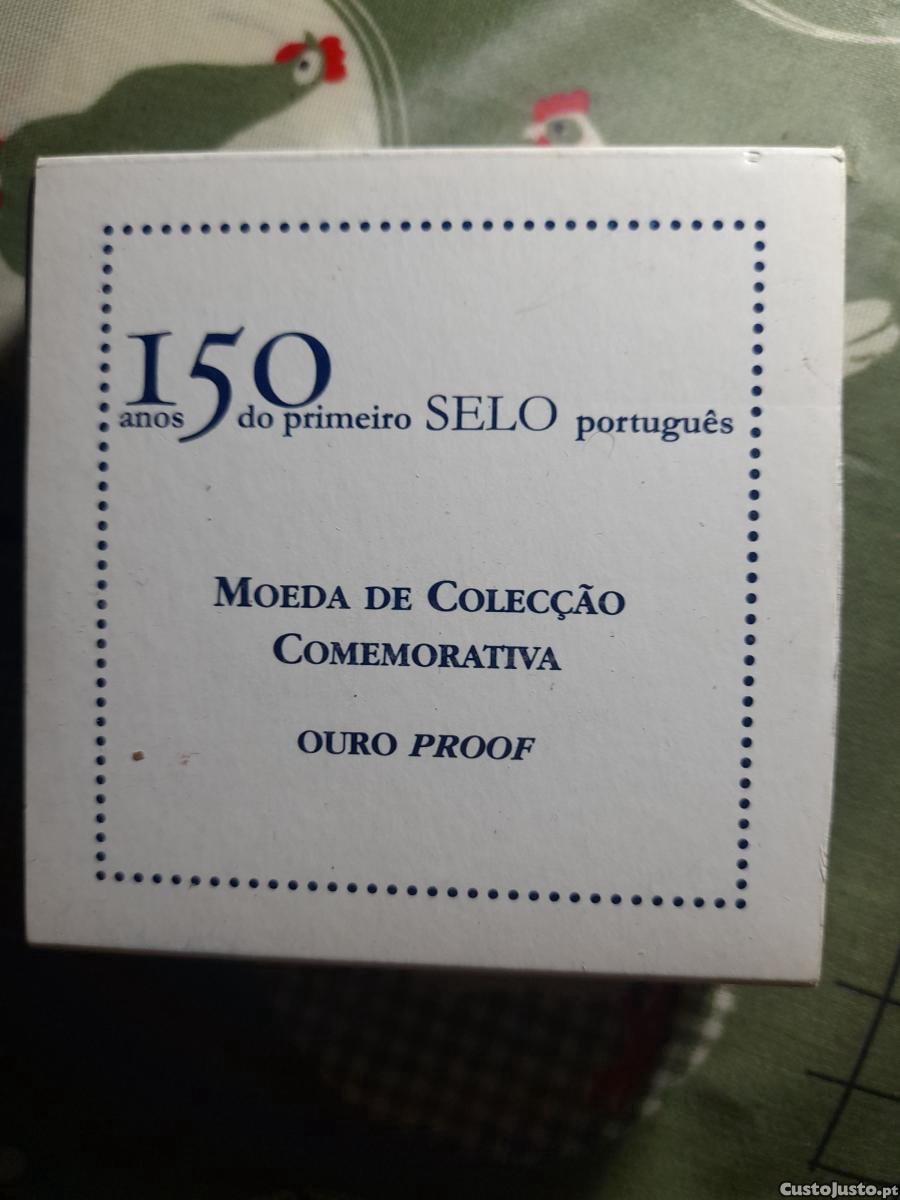 150
anos do primeiro SELO português
MOEDA DE COLECÇÃO
COMEMORATIVA
OURO PROOF
CustoJusto.pt